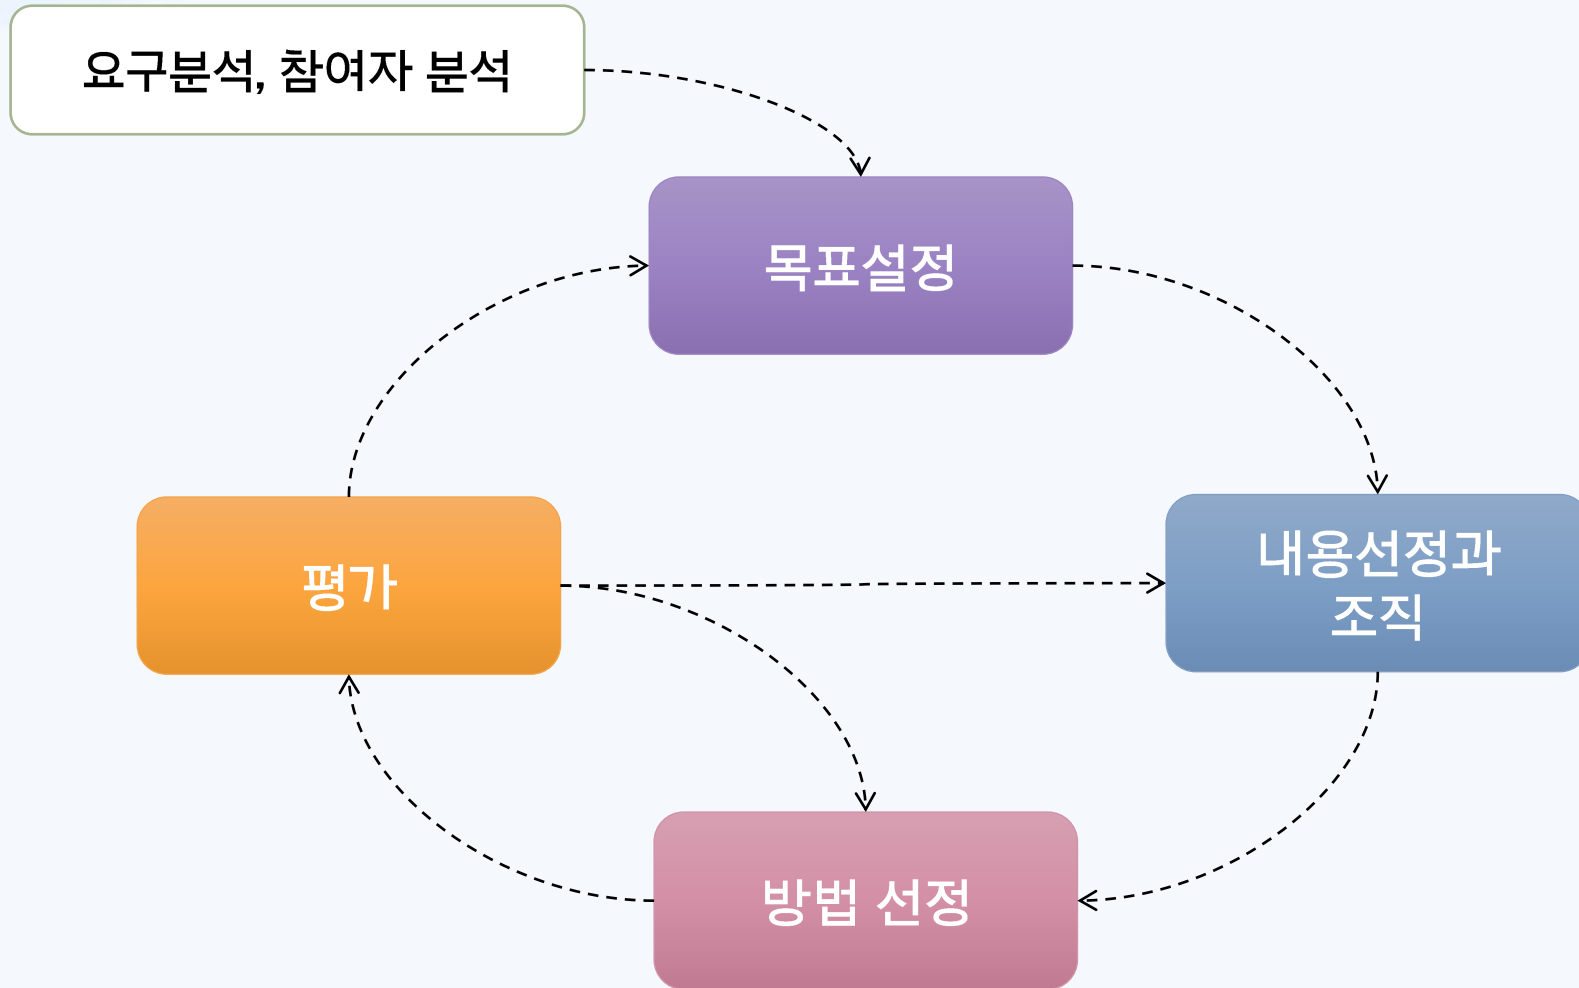 요구분석, 참여자 분석
목표설정
평가
내용선정과
조직
방법 선정